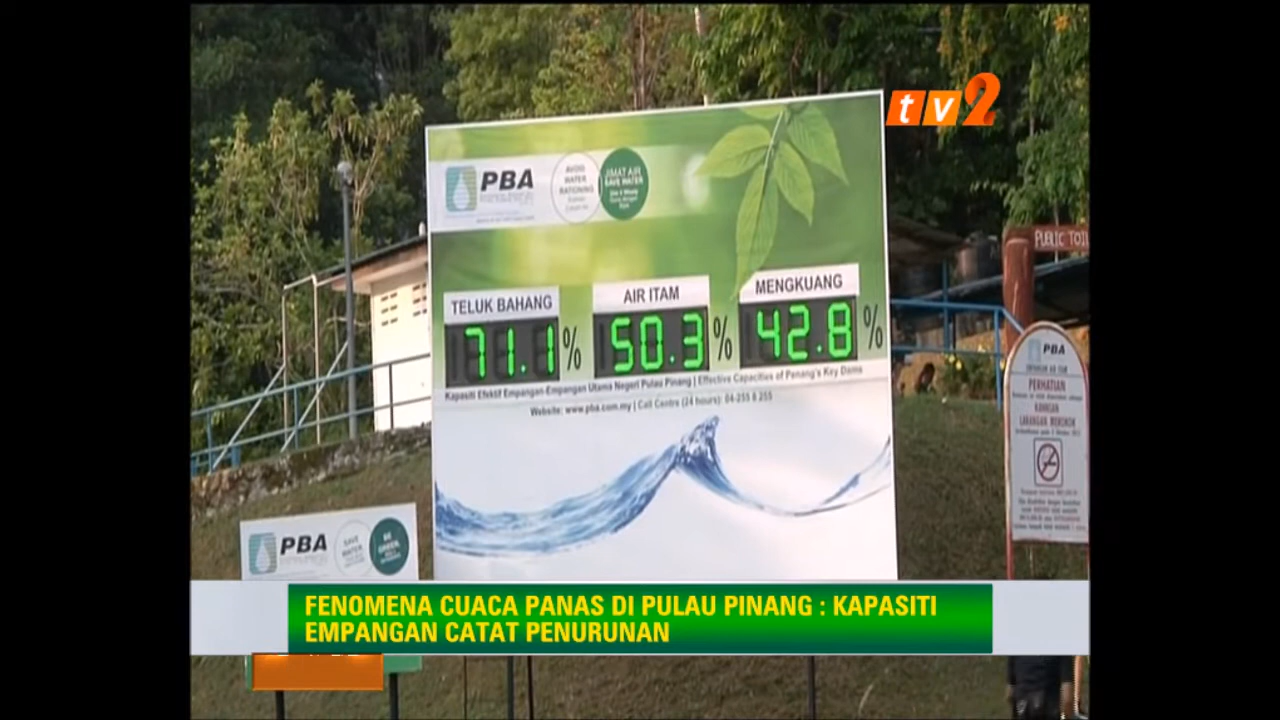 tv2
PBA
AVOID
WATER
RATIONING
JIMAT AIR
SAVE WATER
TELUK BAHANG
AIR ITAM
MENGKUANG
71.1 %
50.3 %
42.8 %
Kapasiti Efektif Empangan-Empangan Utama Negeri Pulau Pinang | Effective Capacities of Penang's Key Dams
Website: www.pba.com.my | Call Centre (24 hours): 04-255 8 255
PUBLIC TOI
PBA
PERHATIAN
KAWASAN
LARANGAN MEROKOK
PBA
SAVE
WATER
BE
GREEN
FENOMENA CUACA PANAS DI PULAU PINANG : KAPASITI
EMPANGAN CATAT PENURUNAN